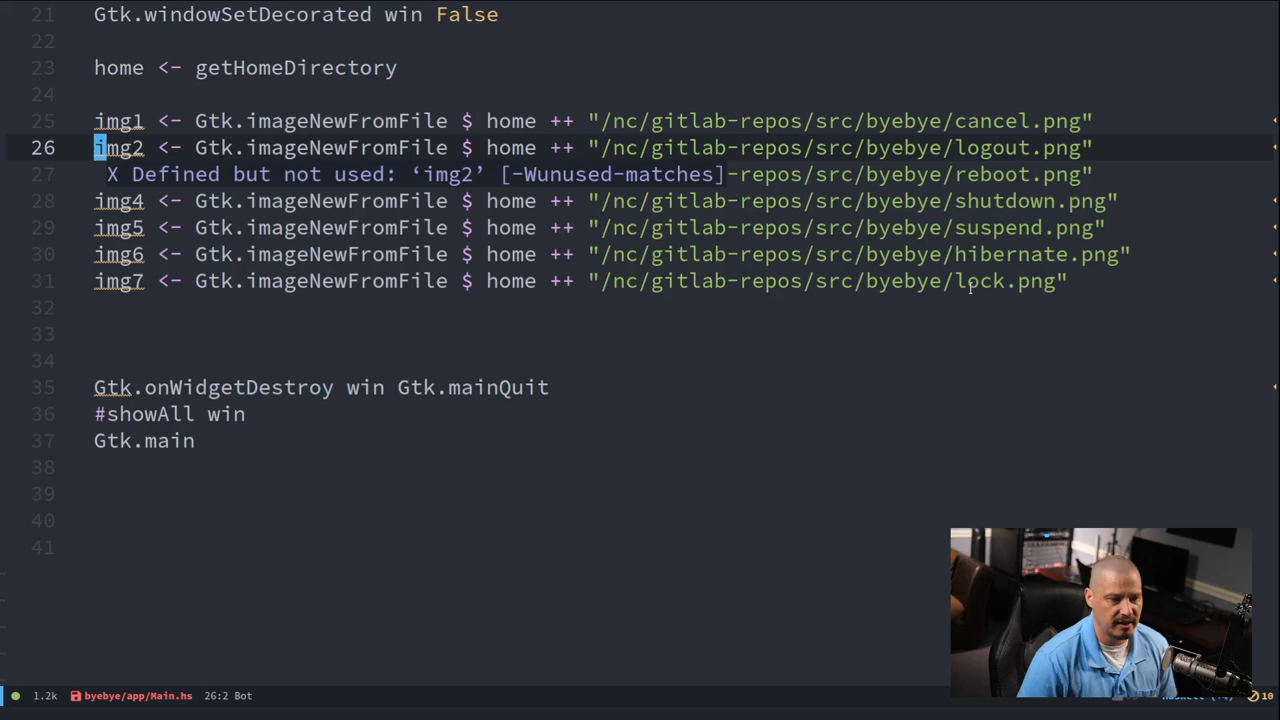 21 Gtk.windowSetDecorated win False
22
23 home <- getHomeDirectory
24
25 img1 <- Gtk.imageNewFromFile $ home ++ "/nc/gitlab-repos/src/byebye/cancel.png"
26 img2 <- Gtk.imageNewFromFile $ home ++ "/nc/gitlab-repos/src/byebye/logout.png"
27 X Defined but not used: ‘img2’ [-Wunused-matches]-repos/src/byebye/reboot.png"
28 img4 <- Gtk.imageNewFromFile $ home ++ "/nc/gitlab-repos/src/byebye/shutdown.png"
29 img5 <- Gtk.imageNewFromFile $ home ++ "/nc/gitlab-repos/src/byebye/suspend.png"
30 img6 <- Gtk.imageNewFromFile $ home ++ "/nc/gitlab-repos/src/byebye/hibernate.png"
31 img7 <- Gtk.imageNewFromFile $ home ++ "/nc/gitlab-repos/src/byebye/lock.png"
32
33
34
35 Gtk.onWidgetDestroy win Gtk.mainQuit
36 #showAll win
37 Gtk.main
38
39
40
41
1.2k byebye/app/Main.hs 26:2 Bot 10